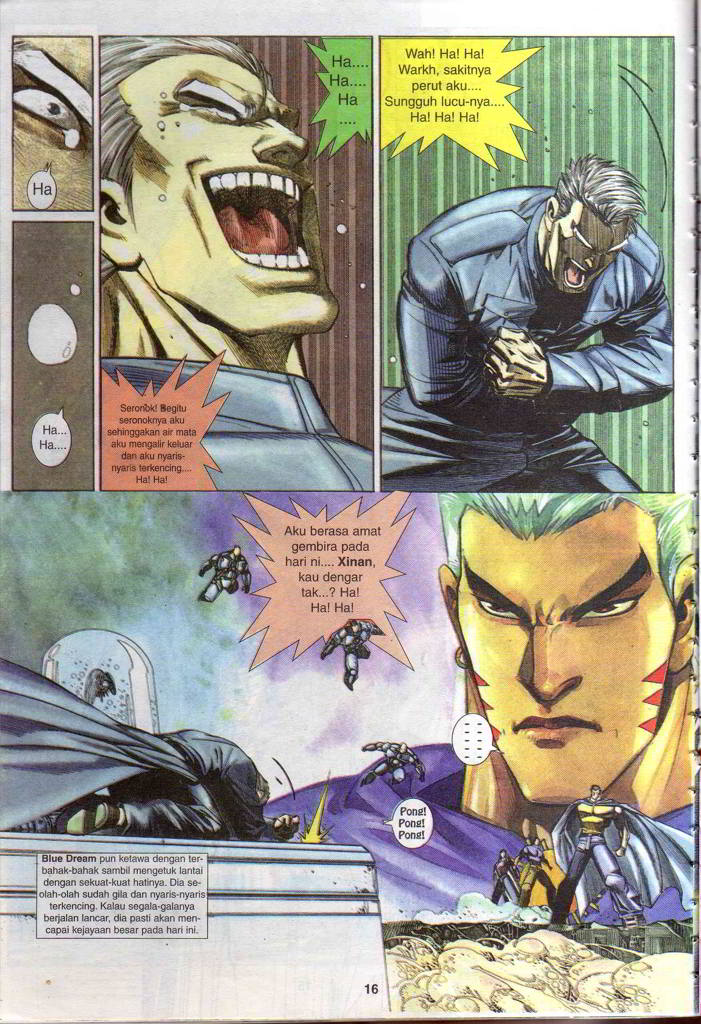 Ha
Ha...
Ha....
Ha....
Ha....
Ha
....
Seronok! Begitu
seronoknya aku
sehinggakan air mata
aku mengalir keluar
dan aku nyaris-
nyaris terkencing....
Ha! Ha!
Wah! Ha! Ha!
Warkh, sakitnya
perut aku....
Sungguh lucu-nya....
Ha! Ha! Ha!
Aku berasa amat
gembira pada
hari ni.... Xinan,
kau dengar
tak...? Ha!
Ha! Ha!
Pong!
Pong!
Pong!
Blue Dream pun ketawa dengan ter-
bahak-bahak sambil mengetuk lantai
dengan sekuat-kuat hatinya. Dia se-
olah-olah sudah gila dan nyaris-nyaris
terkencing. Kalau segala-galanya
berjalan lancar, dia pasti akan men-
capai kejayaan besar pada hari ini.
16